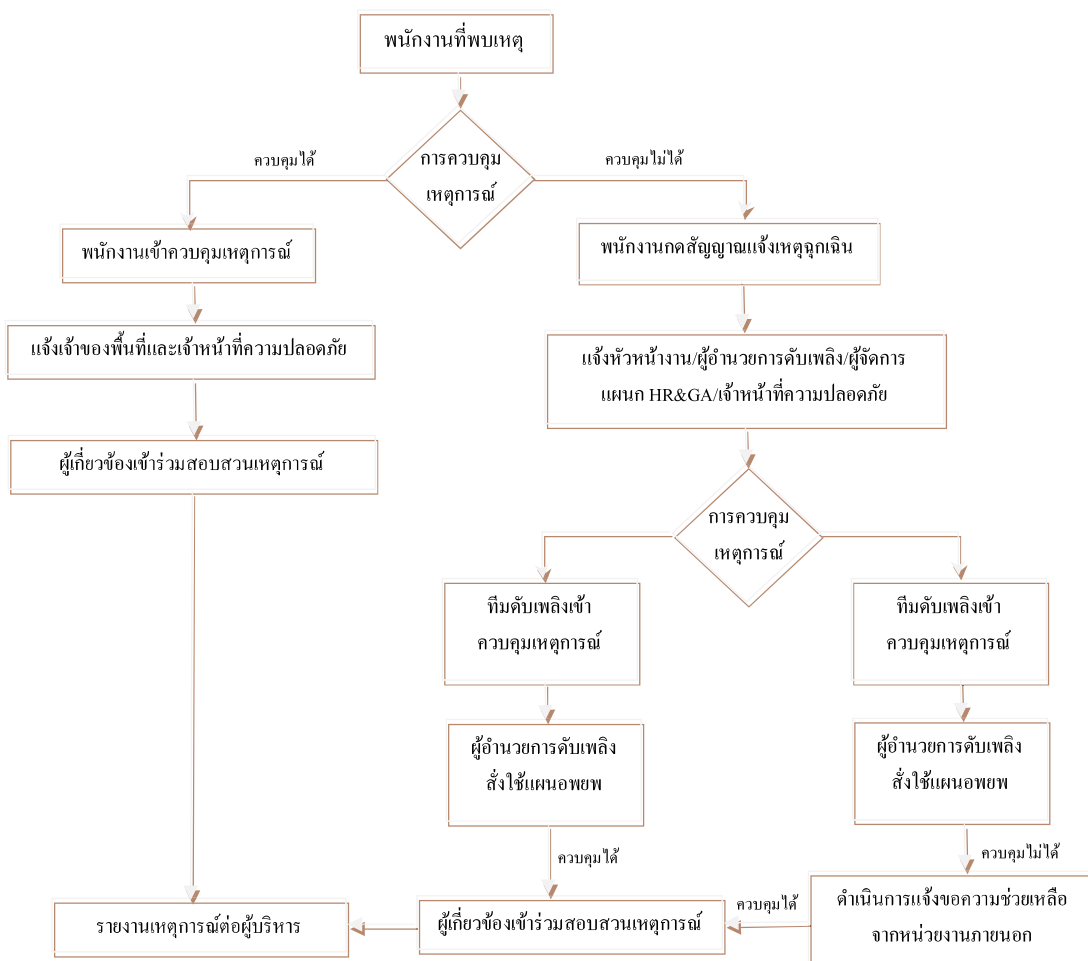 พนักงานที่พบเหตุ
การควบคุม
เหตุการณ์
ควบคุมได้
ควบคุมไม่ได้
พนักงานเข้าควบคุมเหตุการณ์
พนักงานกดสัญญาณแจ้งเหตุฉุกเฉิน
แจ้งเจ้าของพื้นที่และเจ้าหน้าที่ความปลอดภัย
แจ้งหัวหน้างาน/ผู้อำนวยการดับเพลิง/ผู้จัดการ
แผนก HR&GA/เจ้าหน้าที่ความปลอดภัย
ผู้เกี่ยวข้องเข้าร่วมสอบสวนเหตุการณ์
การควบคุม
เหตุการณ์
ทีมดับเพลิงเข้า
ควบคุมเหตุการณ์
ทีมดับเพลิงเข้า
ควบคุมเหตุการณ์
ผู้อำนวยการดับเพลิง
สั่งใช้แผนอพยพ
ผู้อำนวยการดับเพลิง
สั่งใช้แผนอพยพ
ควบคุมได้
ควบคุมไม่ได้
รายงานเหตุการณ์ต่อผู้บริหาร
ผู้เกี่ยวข้องเข้าร่วมสอบสวนเหตุการณ์
ควบคุมได้
ดำเนินการแจ้งขอความช่วยเหลือ
จากหน่วยงานภายนอก